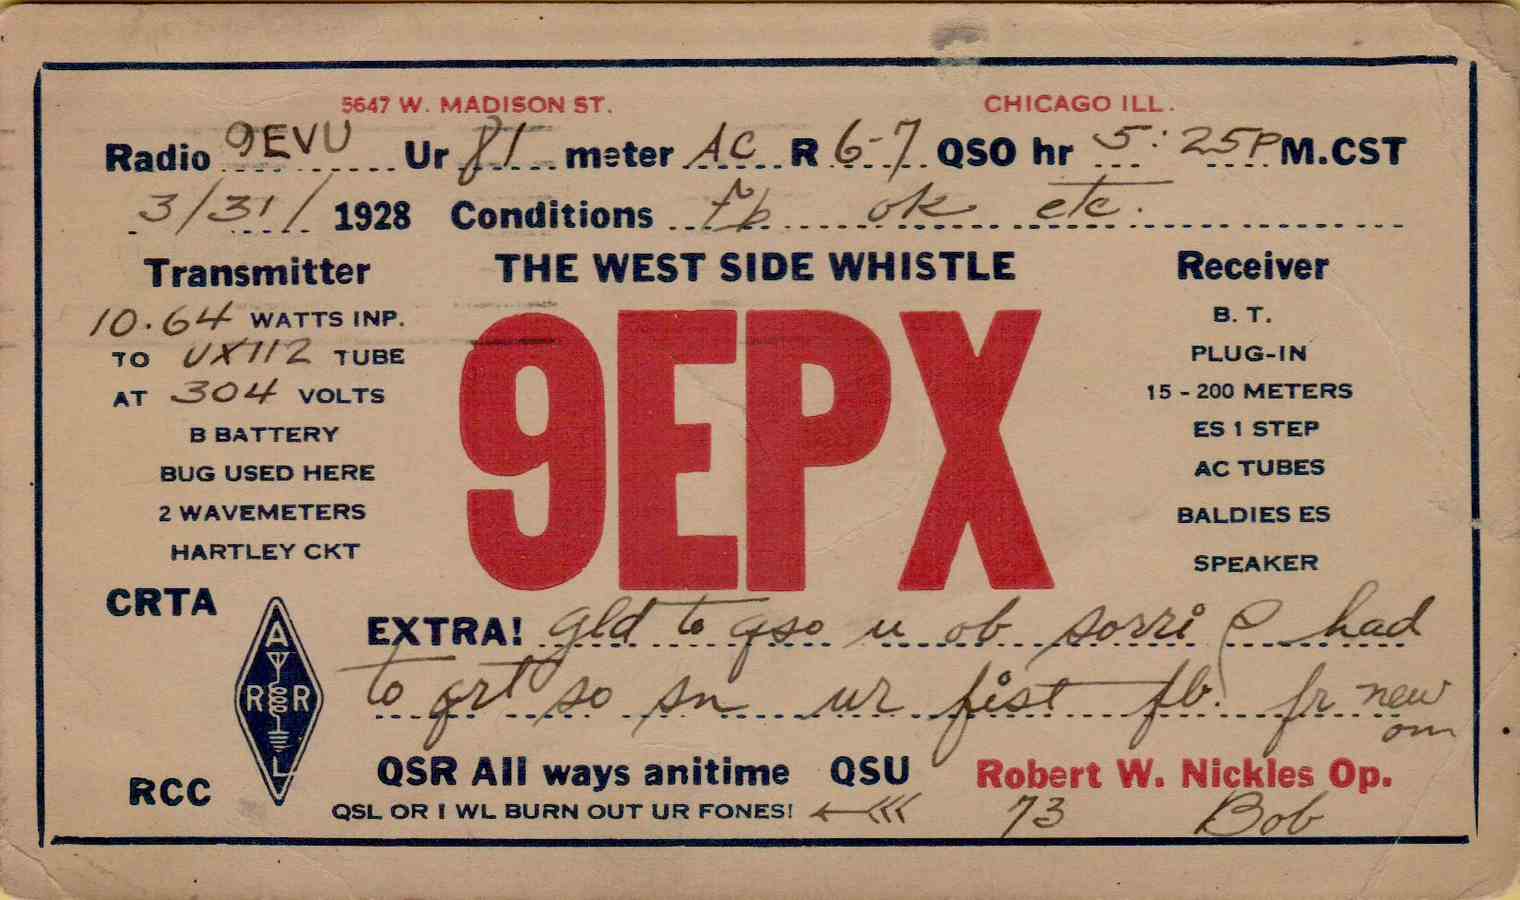 5647 W. MADISON ST. CHICAGO ILL.
Radio 9EVU Ur 81 meter AC R 6-7 QSO hr 5:25P M.CST
3/31/ 1928 Conditions fb ok etc.
Transmitter THE WEST SIDE WHISTLE Receiver
10.64 WATTS INP.
TO UX112 TUBE
AT 304 VOLTS
B BATTERY
BUG USED HERE
2 WAVEMETERS
HARTLEY CKT
9EPX
B. T.
PLUG-IN
15 - 200 METERS
ES 1 STEP
AC TUBES
BALDIES ES
SPEAKER
CRTA
A R R L
RCC
EXTRA! gld to qso u ob sorri I had
to qrt so sn ur fist fb. fr new
om
QSR All ways anitime QSU Robert W. Nickles Op.
QSL OR I WL BURN OUT UR FONES! 73 Bob